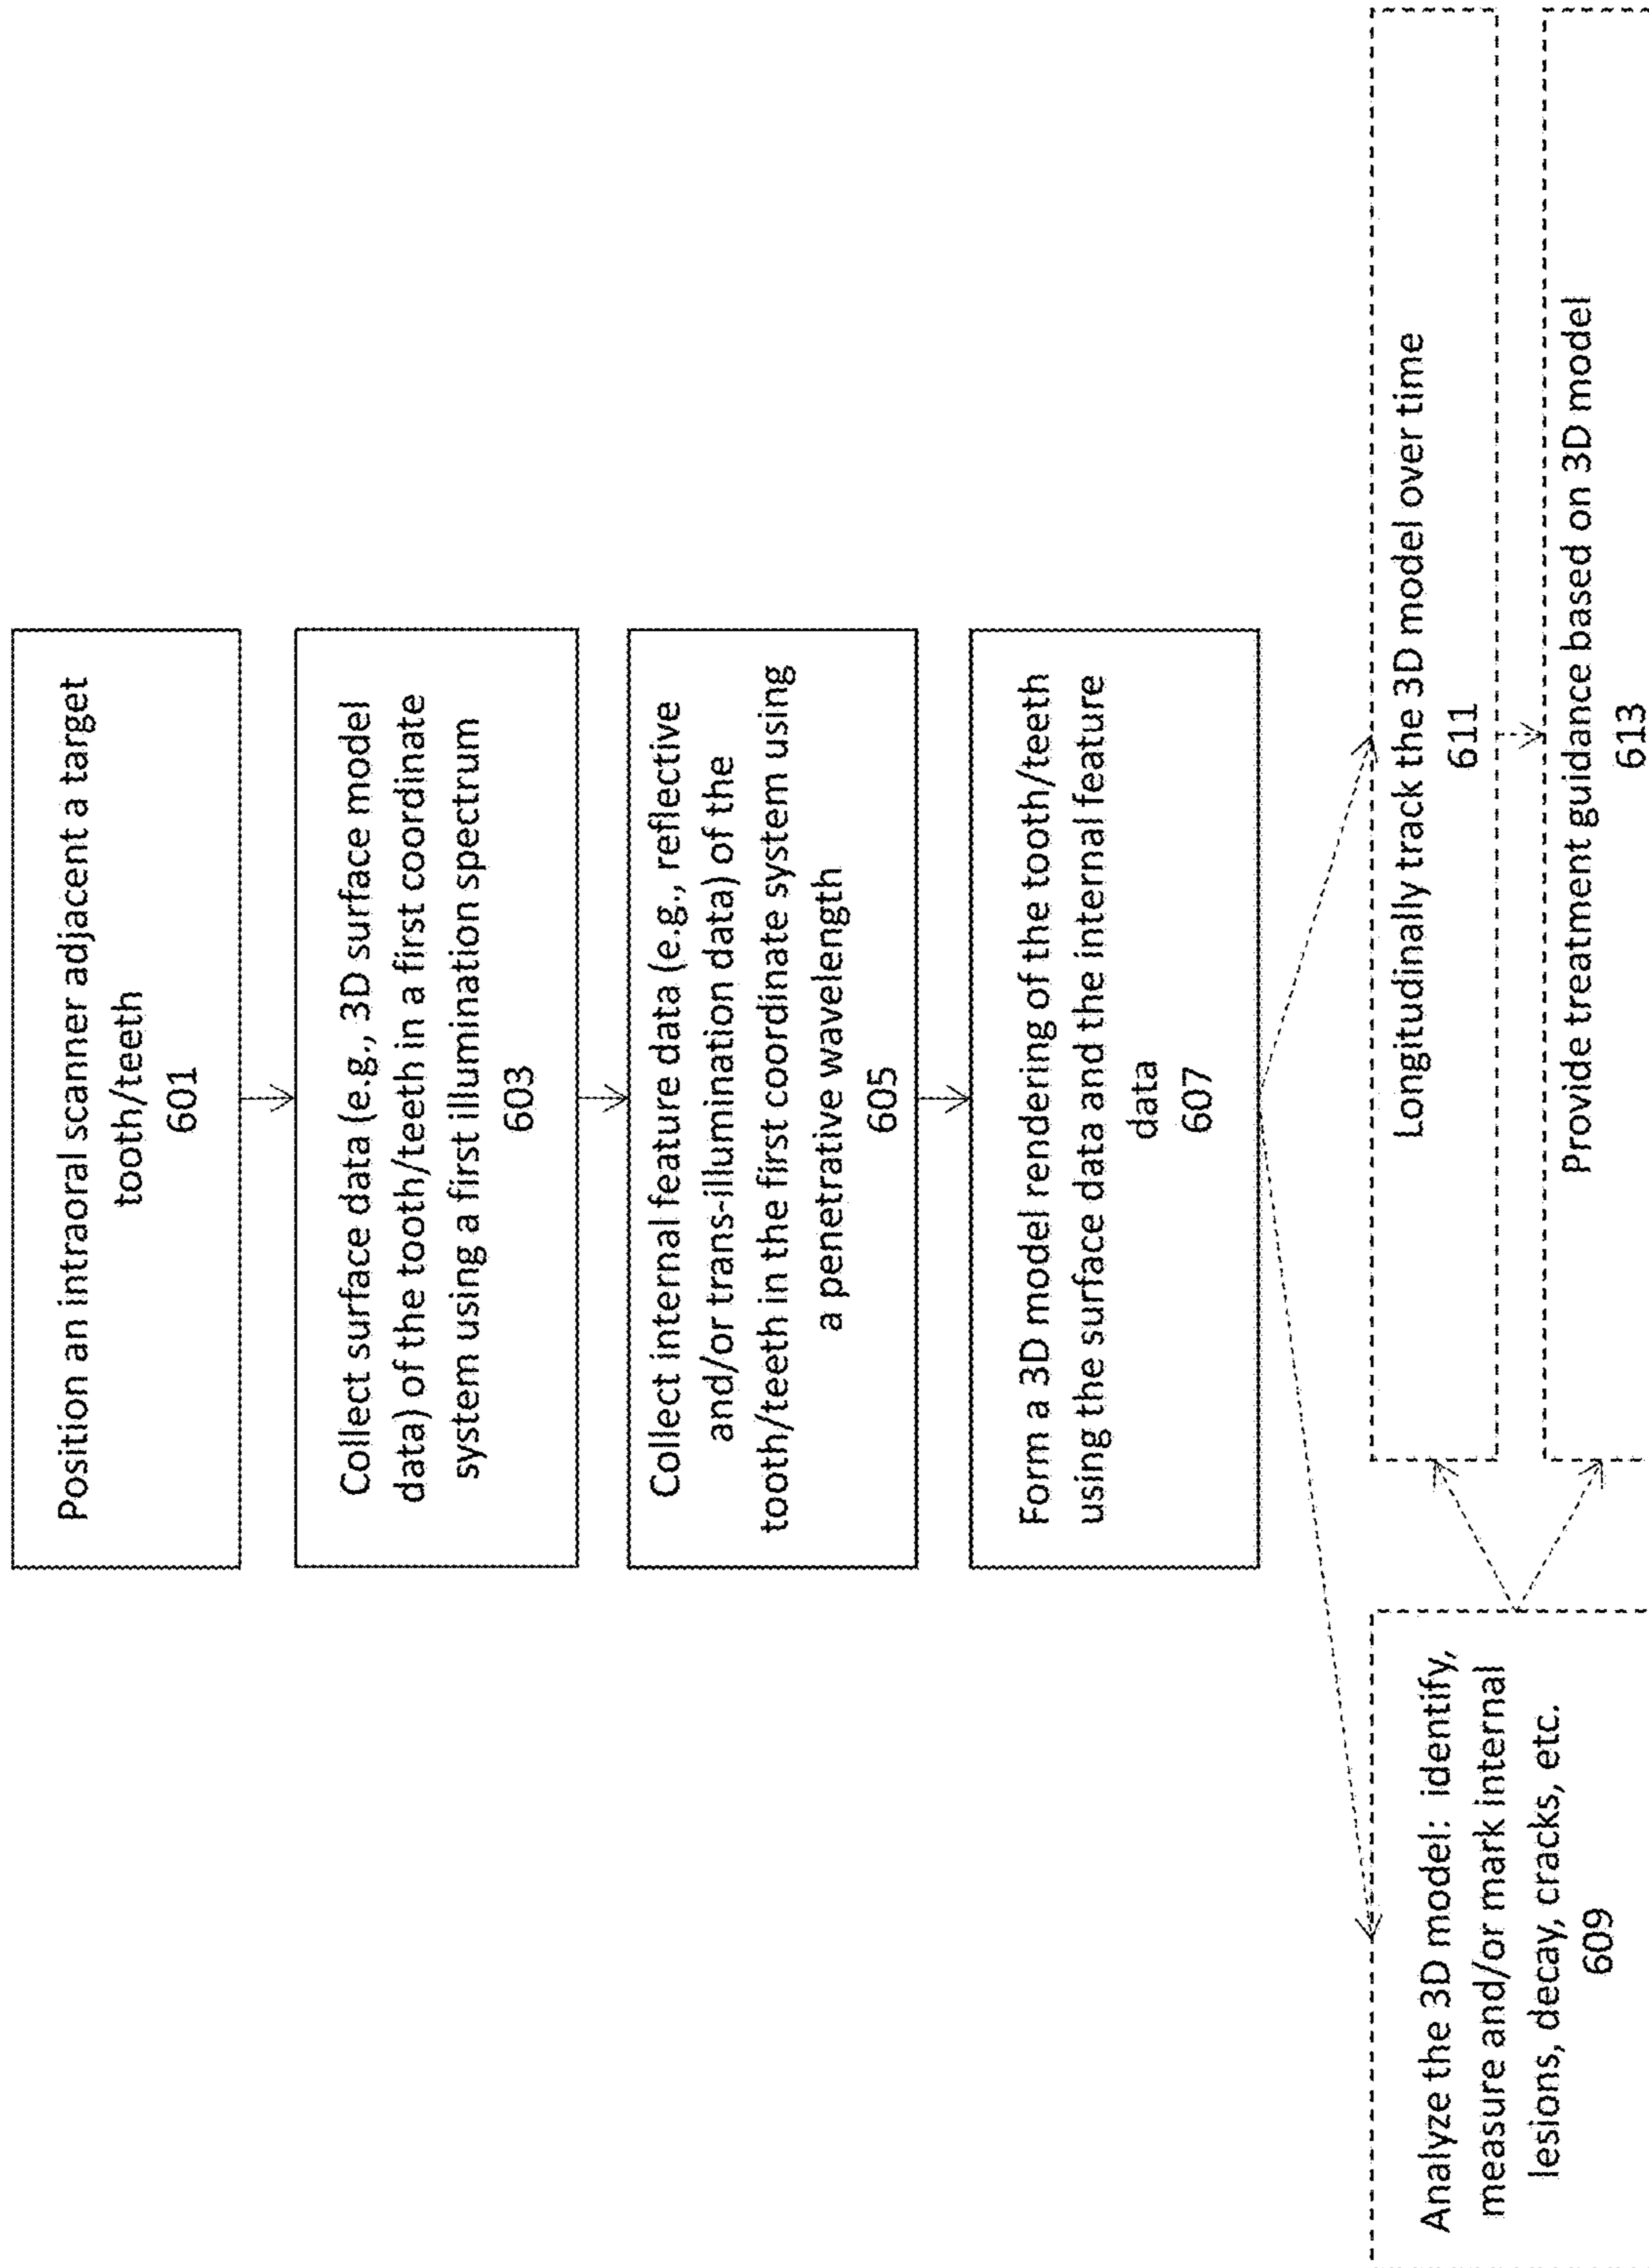 Position an intraoral scanner adjacent a target
tooth/teeth
601
Collect surface data (e.g., 3D surface model
data) of the tooth/teeth in a first coordinate
system using a first illumination spectrum
603
Collect internal feature data (e.g., reflective
and/or trans-illumination data) of the
tooth/teeth in the first coordinate system using
a penetrative wavelength
605
Form a 3D model rendering of the tooth/teeth
using the surface data and the internal feature
data
607
Analyze the 3D model: identify,
measure and/or mark internal
lesions, decay, cracks, etc.
609
Longitudinally track the 3D model over time
611
Provide treatment guidance based on 3D model
613